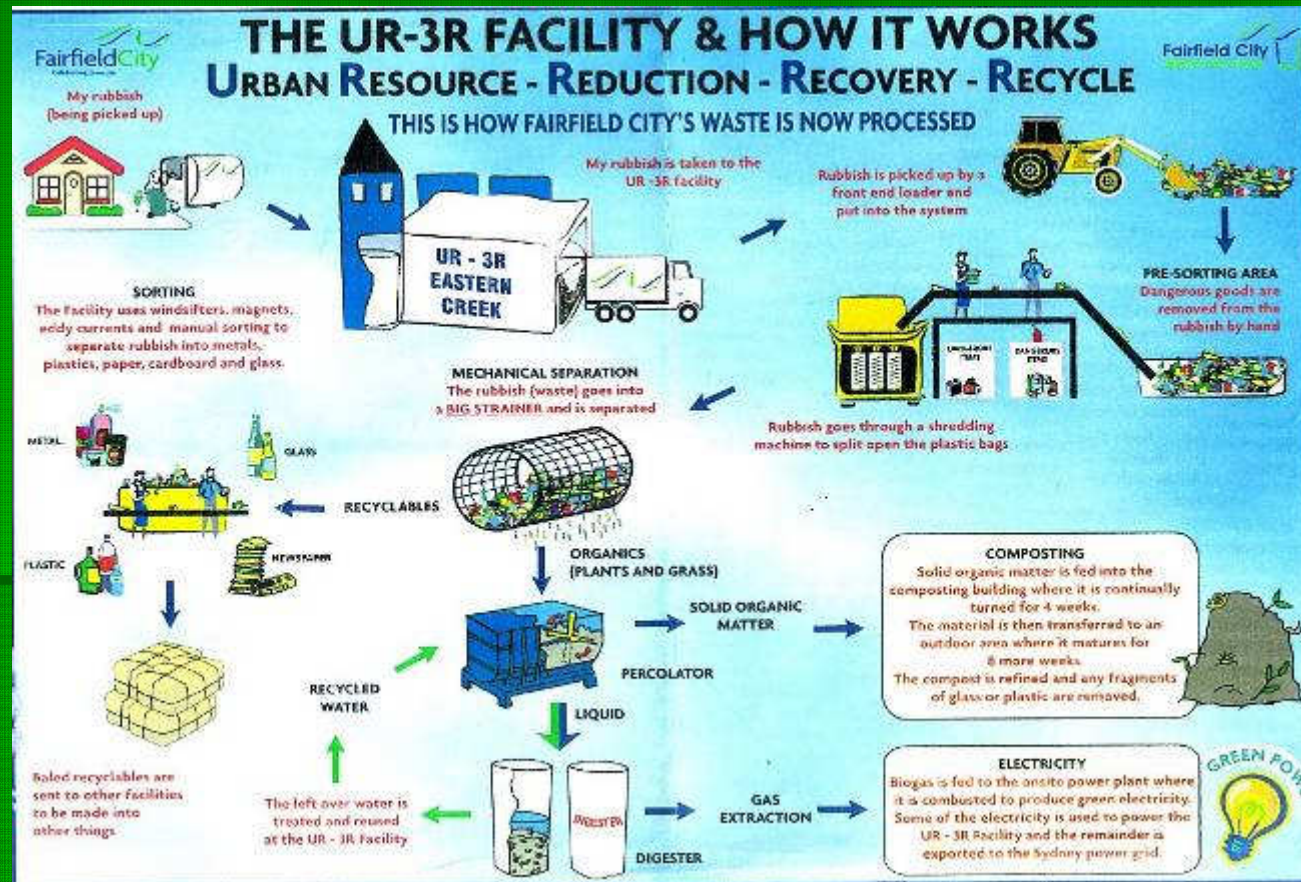 THE UR-3R FACILITY & HOW IT WORKS
URBAN RESOURCE - REDUCTION - RECOVERY - RECYCLE
THIS IS HOW FAIRFIELD CITY'S WASTE IS NOW PROCESSED
FairfieldCity
Fairfield City
My rubbish
(being picked up)
UR - 3R
EASTERN
CREEK
My rubbish is taken to the
UR -3R facility
Rubbish is picked up by a
front end loader and
put into the system
PRE-SORTING AREA
Dangerous goods are
removed from the
rubbish by hand
DANGEROUS
ITEMS
Rubbish goes through a shredding
machine to split open the plastic bags
MECHANICAL SEPARATION
The rubbish (waste) goes into
a BIG STRAINER and is separated
SORTING
The Facility uses windsifters, magnets,
eddy currents and manual sorting to
separate rubbish into metals,
plastics, paper, cardboard and glass.
RECYCLABLES
METAL
GLASS
PLASTIC
NEWSPAPER
Baled recyclables are
sent to other facilities
to be made into
other things
ORGANICS
(PLANTS AND GRASS)
PERCOLATOR
SOLID ORGANIC
MATTER
COMPOSTING
Solid organic matter is fed into the
composting building where it is continually
turned for 4 weeks.
The material is then transferred to an
outdoor area where it matures for
more weeks
The compost is refined and any fragments
of glass or plastic are removed.
LIQUID
DIGESTER
DIGESTER
RECYCLED
WATER
The left over water is
treated and reused
at the UR - 3R Facility
GAS
EXTRACTION
ELECTRICITY
Biogas is fed to the onsite power plant where
it is combusted to produce green electricity.
Some of the electricity is used to power the
UR - 3R Facility and the remainder is
exported to the Sydney power grid.
GREEN POW